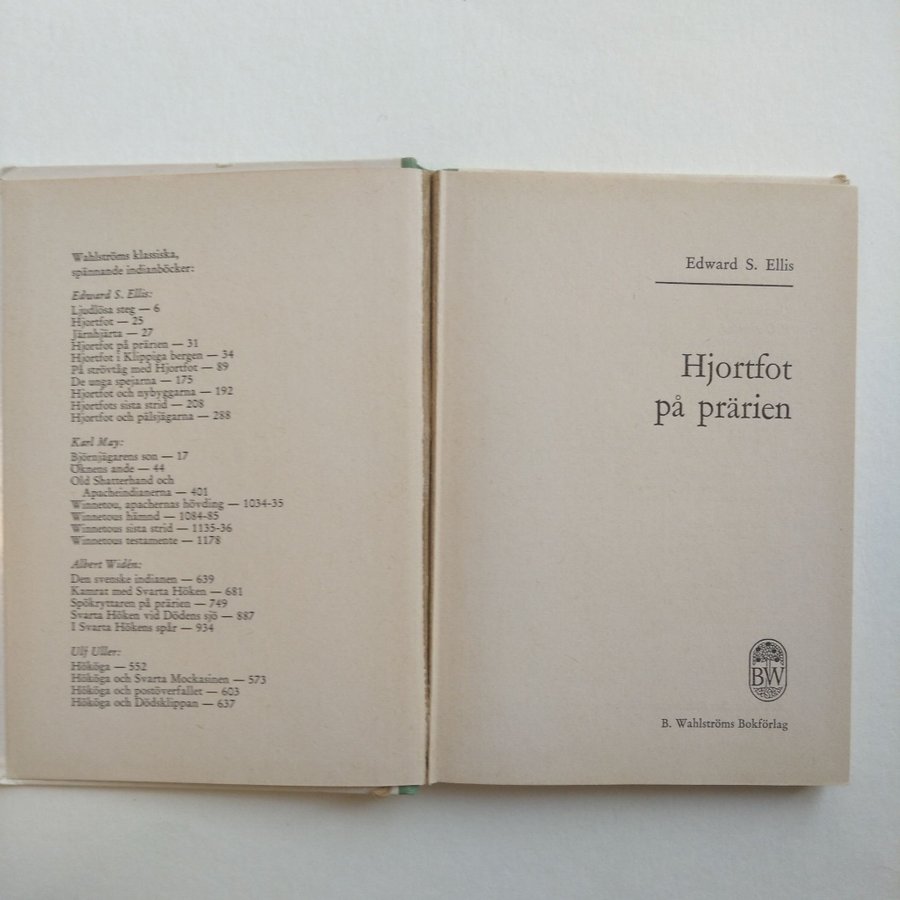 Wahlströms klassiska,
spännande indianböcker:
Edward S. Ellis:
Ljudlösa steg — 6
Hjortfot — 25
Järnhjärta — 27
Hjortfot på prärien — 31
Hjortfot i Klippiga bergen — 34
På strövtåg med Hjortfot — 89
De unga spejarna — 175
Hjortfot och nybyggarna — 192
Hjortfots sista strid — 208
Hjortfot och pälsjägarna — 288
Karl May:
Björnjägarens son — 17
Öknens ande — 44
Old Shatterhand och
Apacheindianerna — 401
Winnetou, apachernas hövding — 1034-35
Winnetous hämnd — 1084-85
Winnetous sista strid — 1135-36
Winnetous testamente — 1178
Albert Widén:
Den svenske indianen — 639
Kamrat med Svarta Höken — 681
Spökryttaren på prärien — 749
Svarta Höken vid Dödens sjö — 887
I Svarta Hökens spår — 934
Ulf Uller:
Hököga — 552
Hököga och Svarta Mockasinen — 573
Hököga och postöverfallet — 603
Hököga och Dödsklippan — 637
Edward S. Ellis
Hjortfot
på prärien
BW
B. Wahlströms Bokförlag